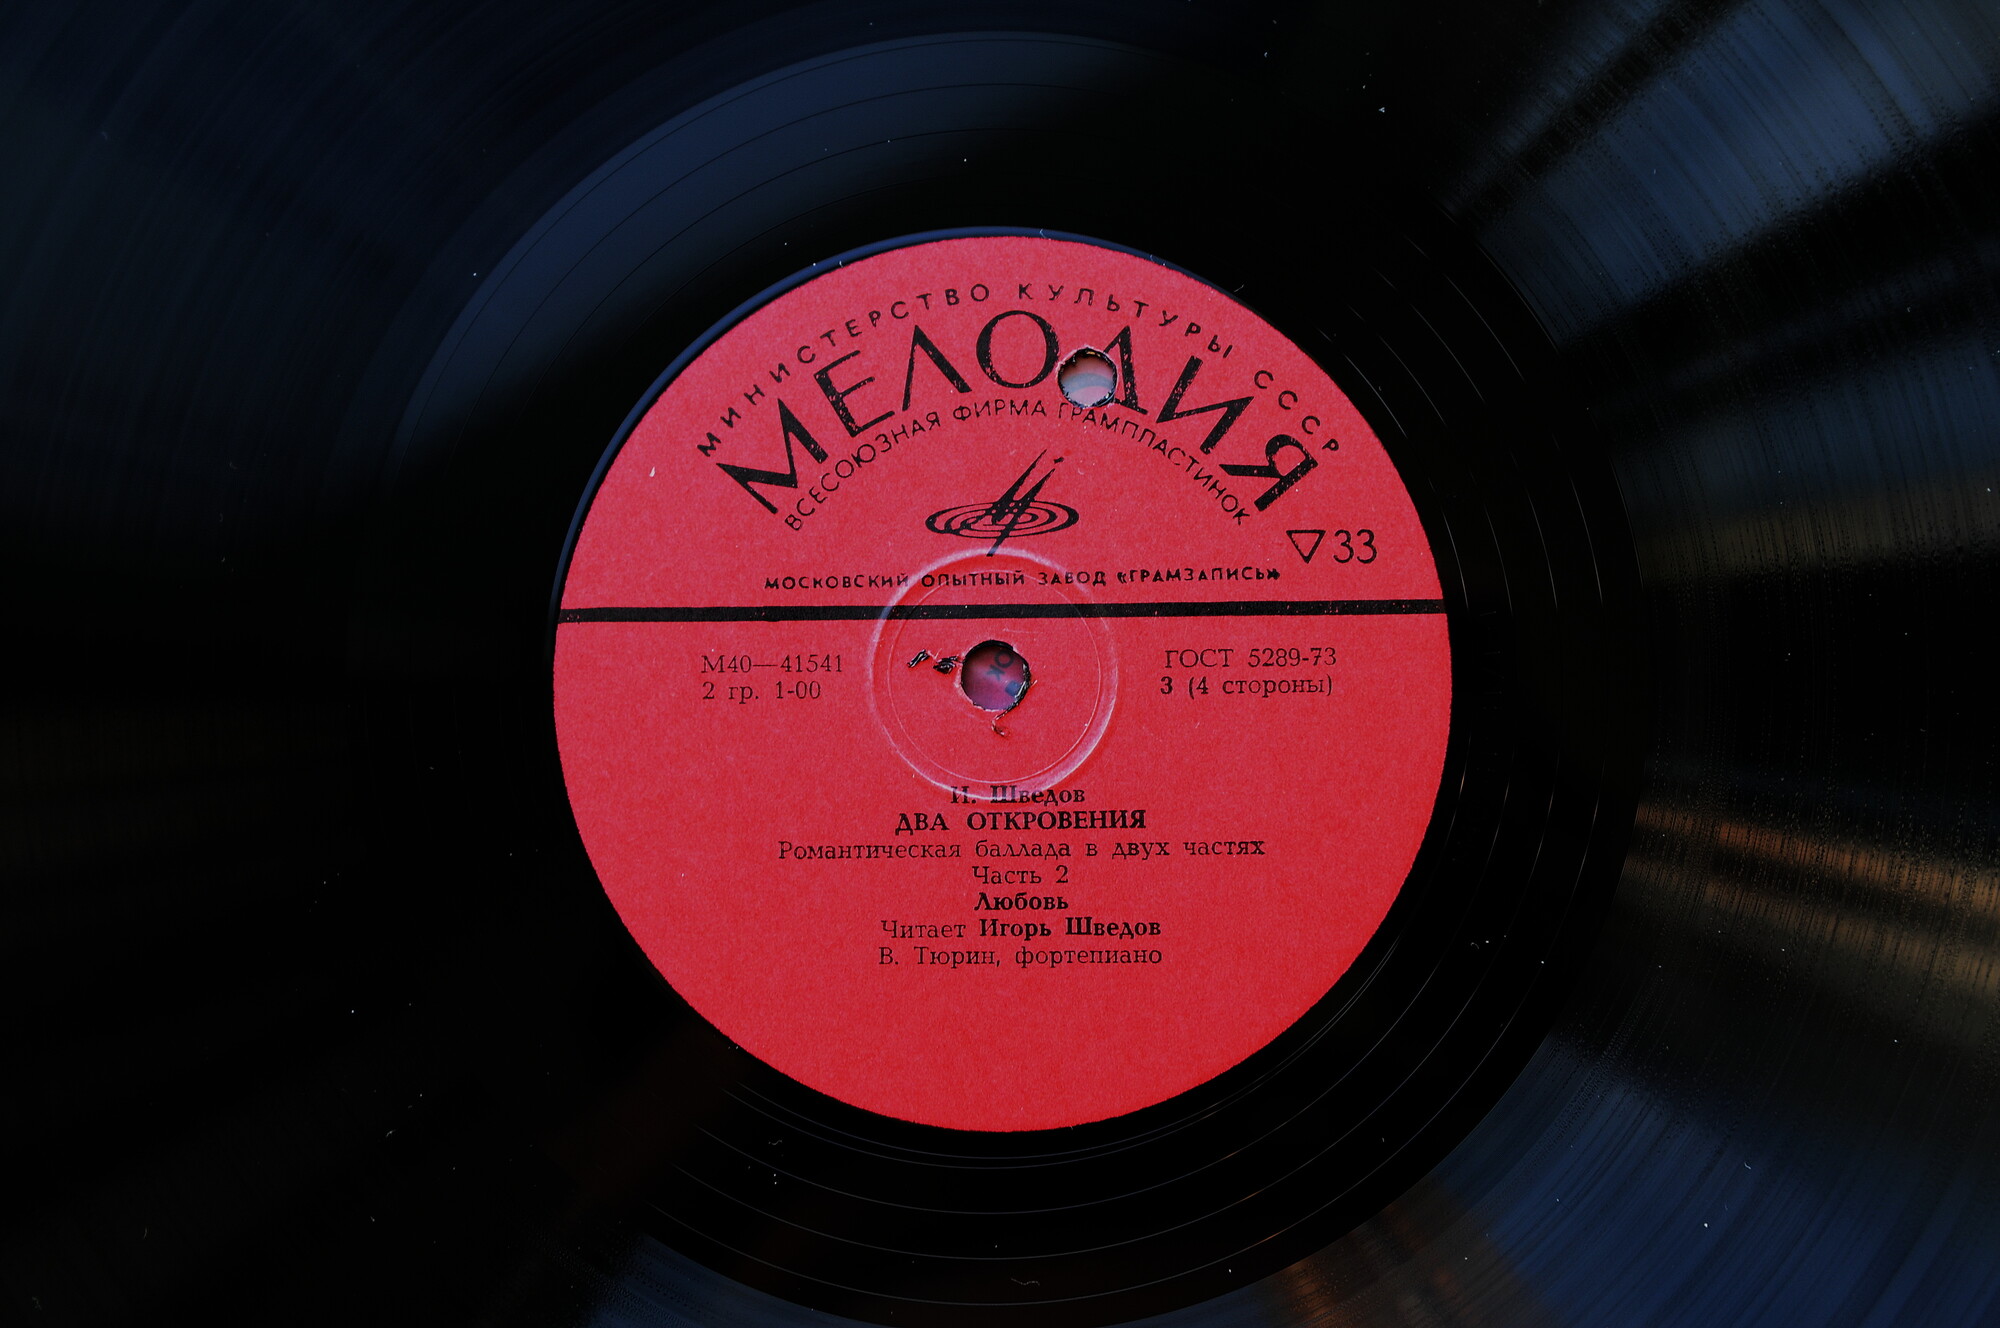 МИНИСТЕРСТВО КУЛЬТУРЫ СССР
МЕЛОДИЯ
ВСЕСОЮЗНАЯ ФИРМА ГРАМПЛАСТИНОК
33
МОСКОВСКИЙ ОПЫТНЫЙ ЗАВОД «ГРАМЗАПИСЬ»
М40—41541
2 гр. 1-00
ГОСТ 5289-73
3 (4 стороны)
И. Шведов
ДВА ОТКРОВЕНИЯ
Романтическая баллада в двух частях
Часть 2
Любовь
Читает Игорь Шведов
В. Тюрин, фортепиано